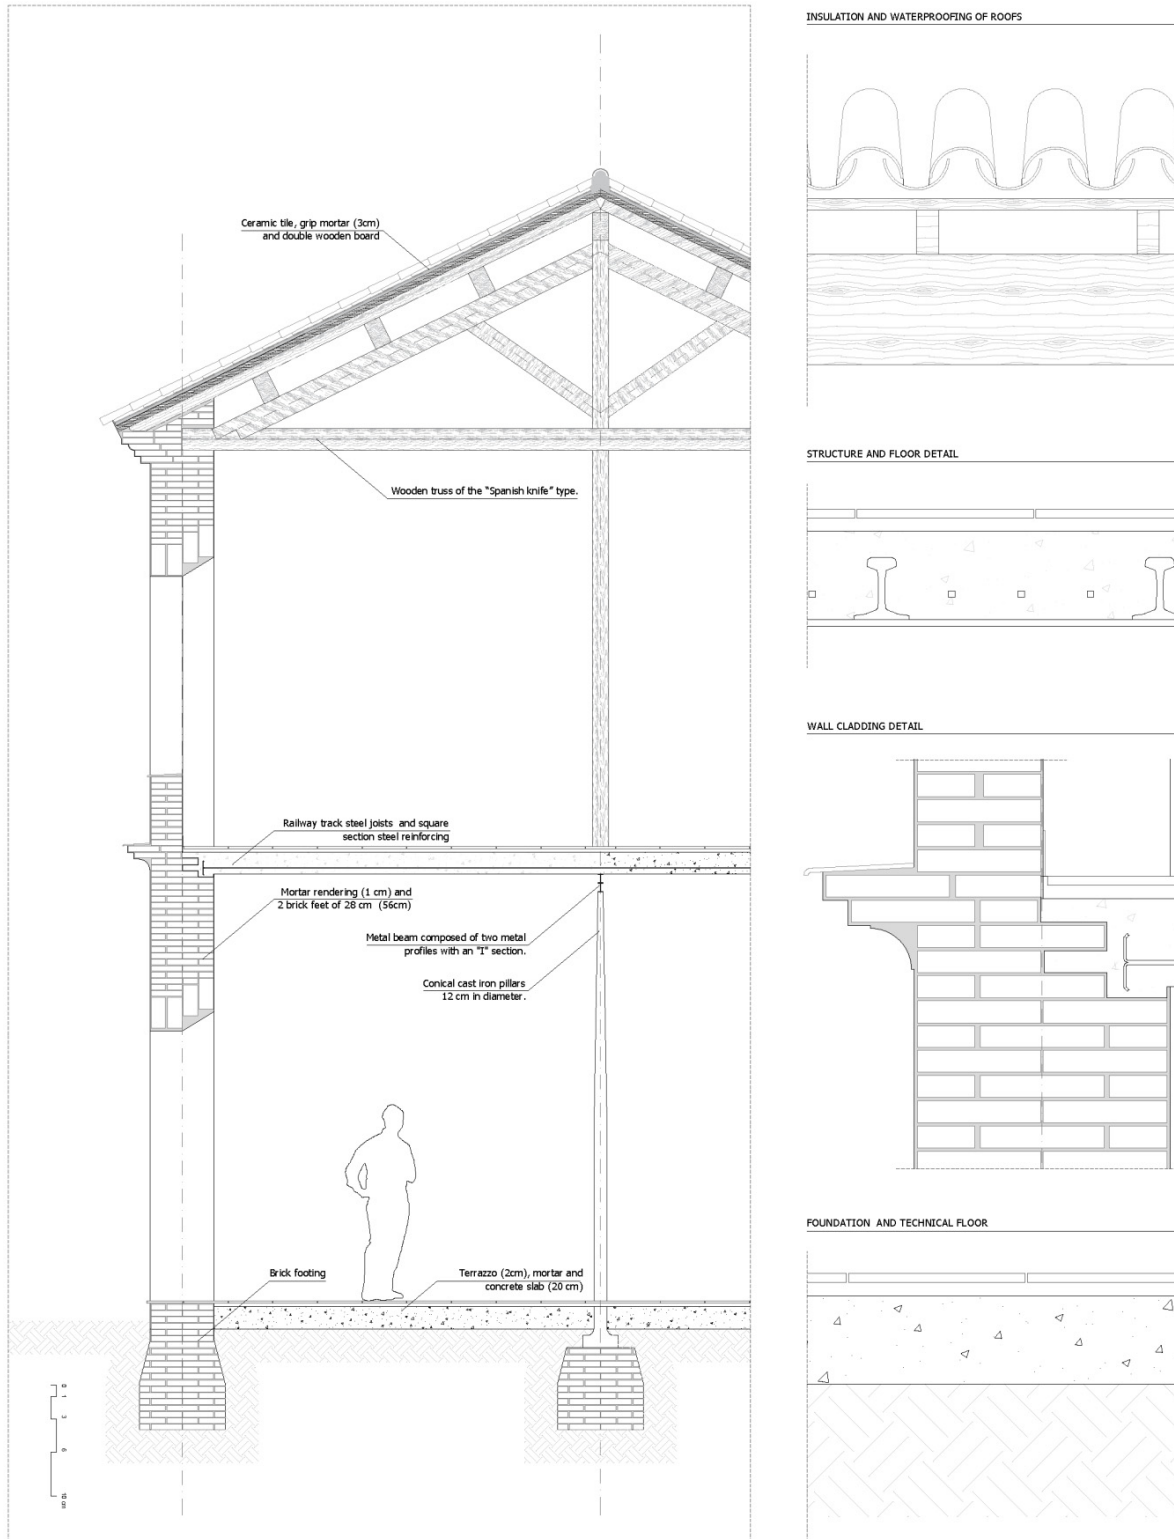 INSULATION AND WATERPROOFING OF ROOFS
Ceramic tile, grip mortar (3cm)
and double wooden board
Wooden truss of the "Spanish knife" type.
STRUCTURE AND FLOOR DETAIL
WALL CLADDING DETAIL
Railway track steel joists and square
section steel reinforcing
Mortar rendering (1 cm) and
2 brick feet of 28 cm (56cm)
Metal beam composed of two metal
profiles with an "I" section.
Conical cast iron pillars
12 cm in diameter.
FOUNDATION AND TECHNICAL FLOOR
Brick footing
Terrazzo (2cm), mortar and
concrete slab (20 cm)
0
1
3
6